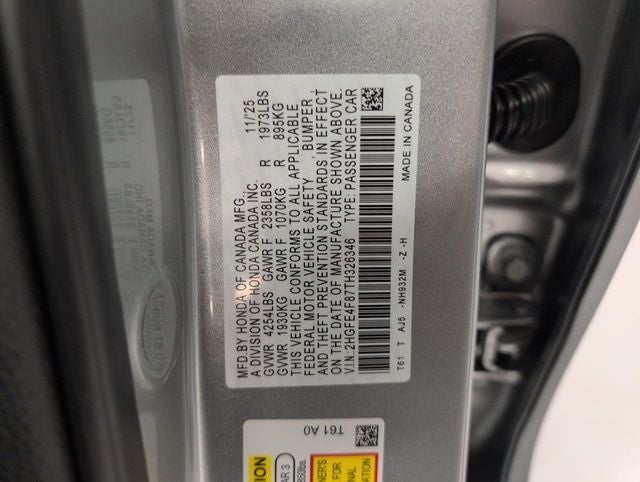 MFD.BY HONDA OF CANADA MFG.
A DIVISION OF HONDA CANADA INC. 11/'25
GVWR 4254LBS GAWR F 2358LBS R 1973LBS
GVWR 1930KG GAWR F 1070KG R 895KG
THIS VEHICLE CONFORMS TO ALL APPLICABLE
FEDERAL MOTOR VEHICLE SAFETY , BUMPER ,
AND THEFT PREVENTION STANDARDS IN EFFECT
ON THE DATE OF MANUFACTURE SHOWN ABOVE.
V.I.N.:2HGFE4F87TH326346 TYPE: PASSENGER CAR
T61 T AJ5 -NH932M -Z -H MADE IN CANADA
T61 A0